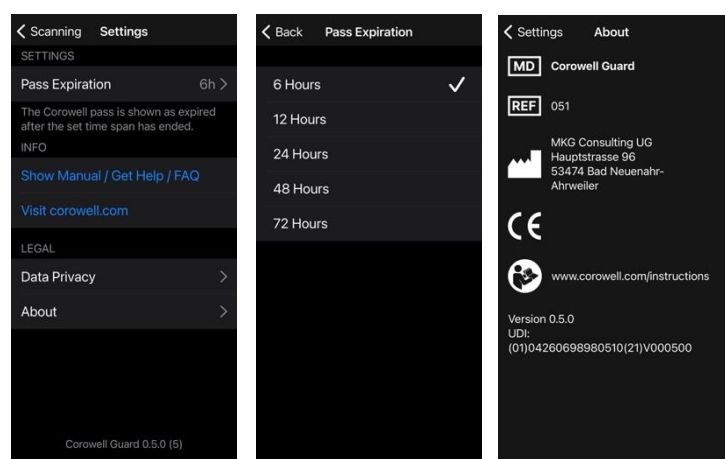 Scanning Settings
SETTINGS
Pass Expiration 6h
The Corowell pass is shown as expired
after the set time span has ended.
INFO
Show Manual / Get Help / FAQ
Visit corowell.com
LEGAL
Data Privacy
About
Corowell Guard 0.5.0 (5)
Back Pass Expiration
6 Hours
12 Hours
24 Hours
48 Hours
72 Hours
Settings About
MD Corowell Guard
REF 051
MKG Consulting UG
Hauptstrasse 96
53474 Bad Neuenahr-
Ahrweiler
CE
www.corowell.com/instructions
Version 0.5.0
UDI:
(01)04260698980510(21)V000500